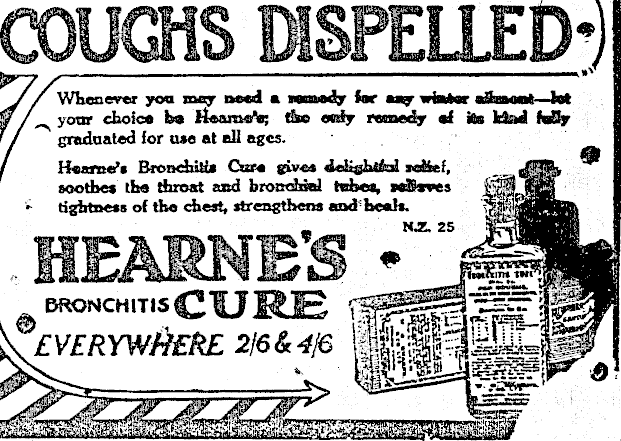 COUGHS DISPELLED
Whenever you may need a remedy for any winter ailment—let
your choice be Hearne's; the only remedy of its kind fully
graduated for use at all ages.
Hearne's Bronchitis Cure gives delightful relief,
soothes the throat and bronchial tubes, relieves
tightness of the chest, strengthens and heals.
N.Z. 25
HEARNE'S
BRONCHITIS CURE
EVERYWHERE 2/6 & 4/6
BRONCHITIS CURE